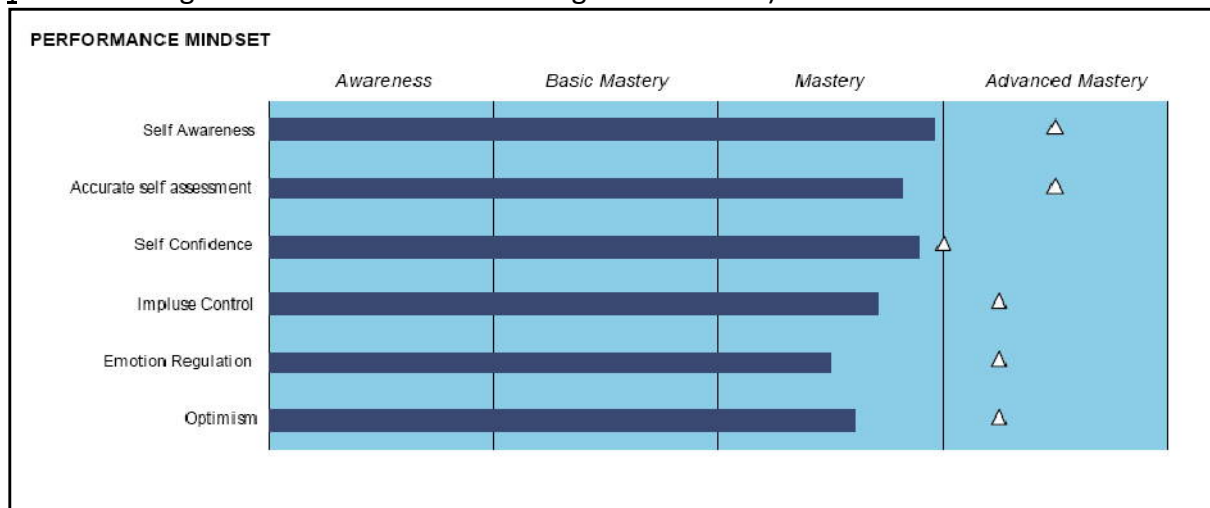 PERFORMANCE MINDSET
Awareness Basic Mastery Mastery Advanced Mastery
Self Awareness
Accurate self assessment
Self Confidence
Impluse Control
Emotion Regulation
Optimism